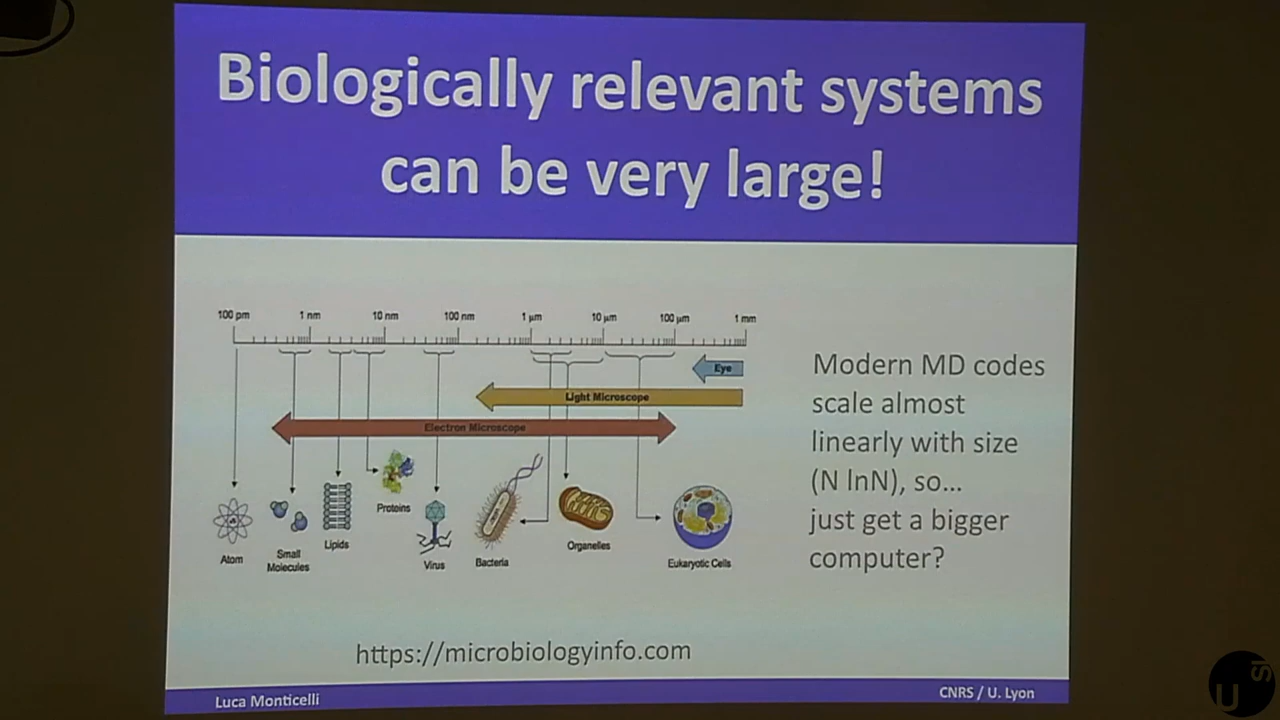 Biologically relevant systems
can be very large!
100 pm 1 nm 10 nm 100 nm 1 µm 10 µm 100 µm 1 mm
Eye
Light Microscope
Electron Microscope
Modern MD codes
scale almost
linearly with size
(N lnN), so...
just get a bigger
computer?
Atom
Small
Molecules
Lipids
Proteins
Virus
Bacteria
Organelles
Eukaryotic Cells
https://microbiologyinfo.com
Luca Monticelli
CNRS / U. Lyon
U
SI